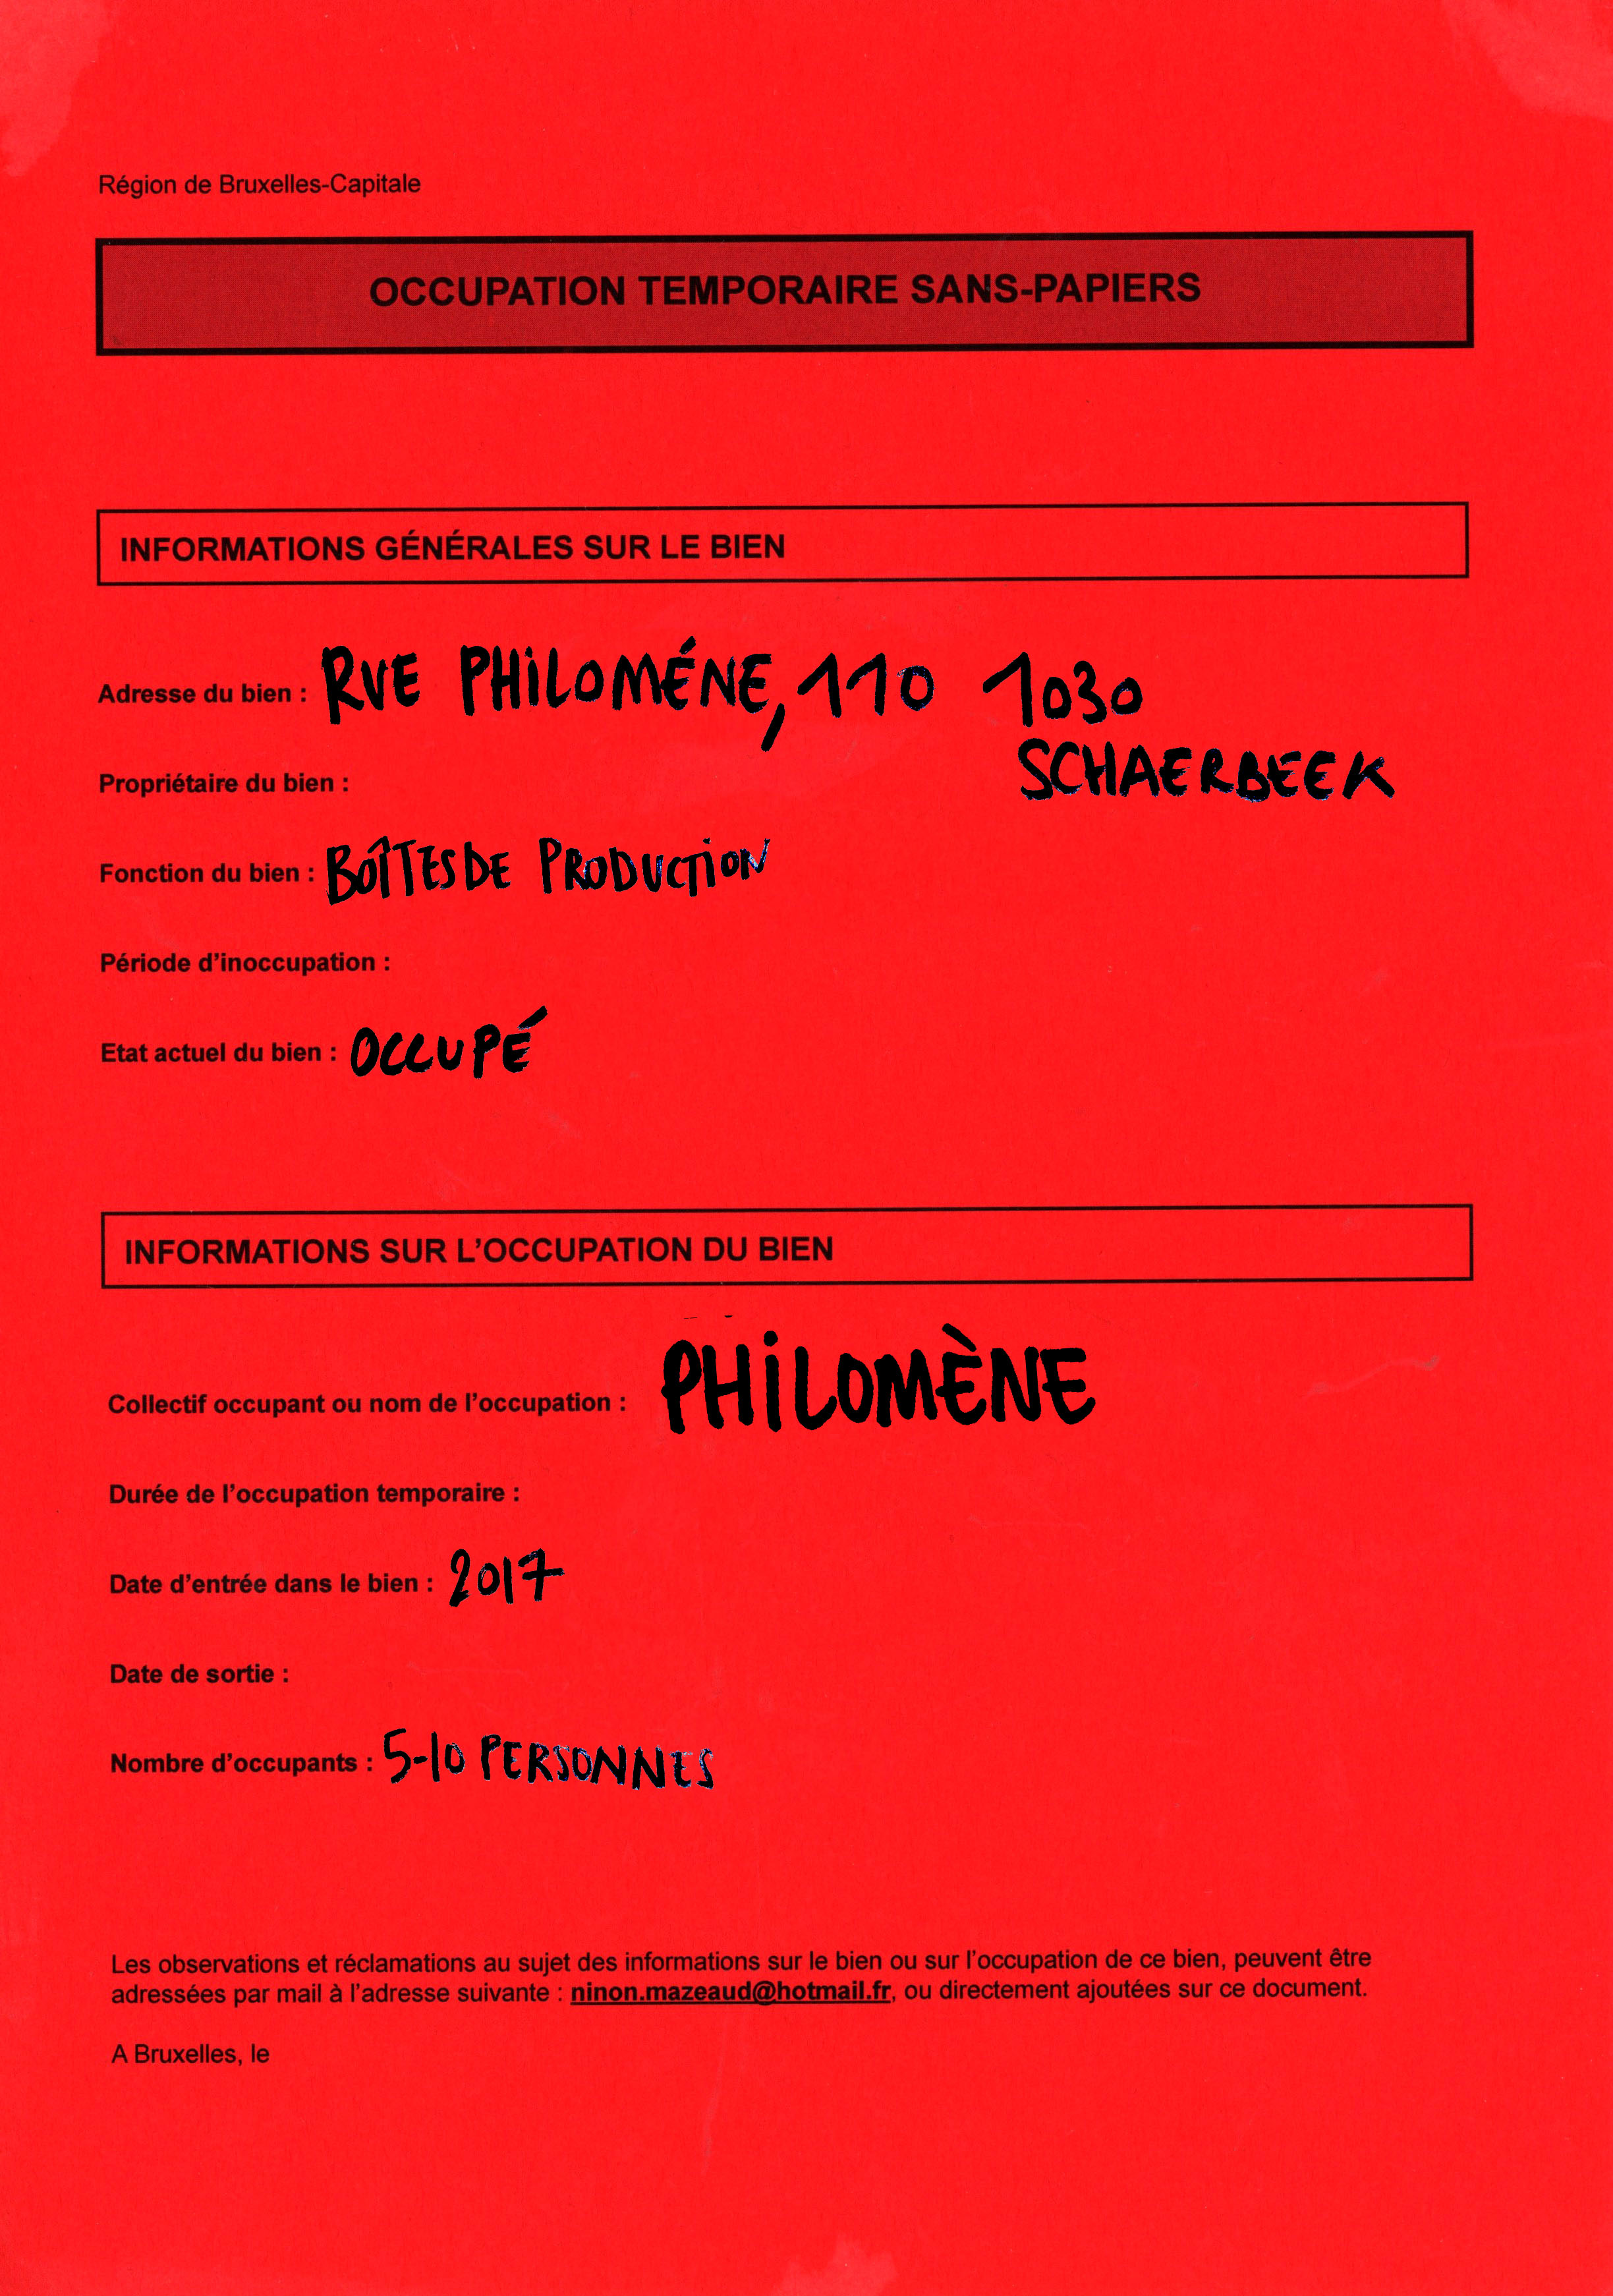 Région de Bruxelles-Capitale
OCCUPATION TEMPORAIRE SANS-PAPIERS
INFORMATIONS GÉNÉRALES SUR LE BIEN
Adresse du bien : RUE PHILOMÉNE, 110 1030
SCHAERBEEK
Propriétaire du bien :
Fonction du bien : BOÎTES DE PRODUCTION
Période d'inoccupation :
Etat actuel du bien : OCCUPÉ
INFORMATIONS SUR L'OCCUPATION DU BIEN
Collectif occupant ou nom de l'occupation : PHILOMÈNE
Durée de l'occupation temporaire :
Date d'entrée dans le bien : 2017
Date de sortie :
Nombre d'occupants : 5-10 PERSONNES
Les observations et réclamations au sujet des informations sur le bien ou sur l'occupation de ce bien, peuvent être
adressées par mail à l'adresse suivante : ninon.mazeaud@hotmail.fr, ou directement ajoutées sur ce document.
A Bruxelles, le